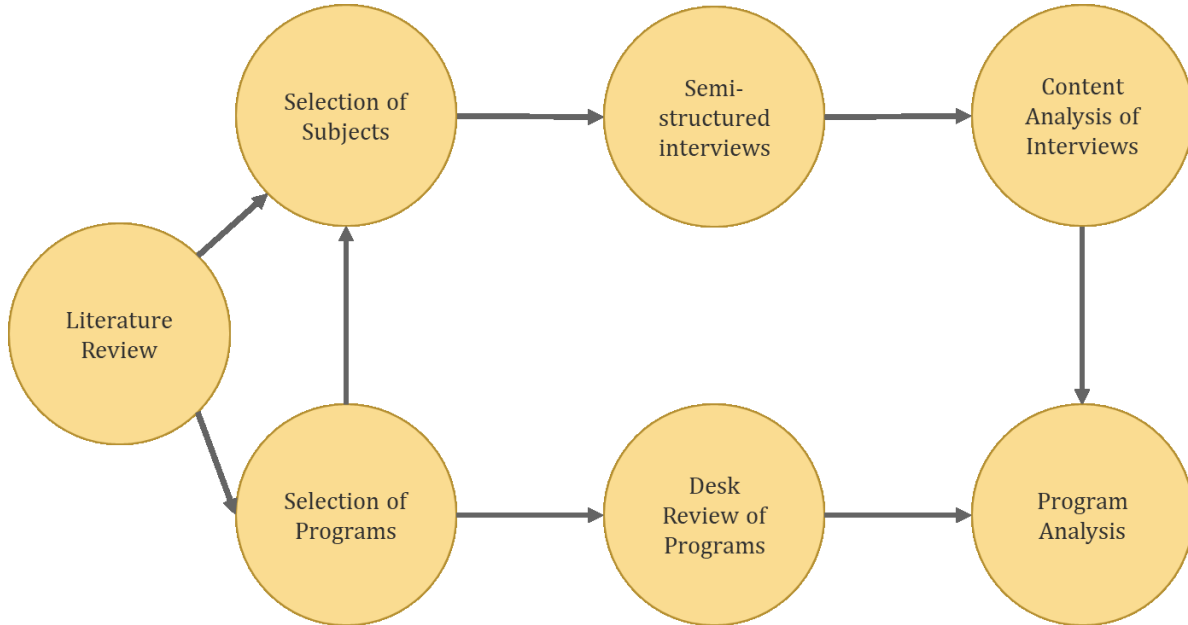 Selection of
Subjects
Semi-
structured
interviews
Content
Analysis of
Interviews
Literature
Review
Selection of
Programs
Desk
Review of
Programs
Program
Analysis